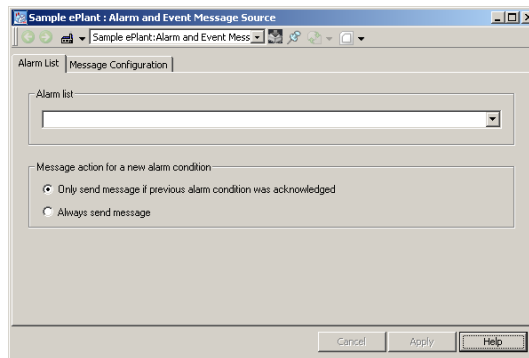 Sample ePlant : Alarm and Event Message Source
Sample ePlant:Alarm and Event Mess
Alarm List Message Configuration
Alarm list
Message action for a new alarm condition
Only send message if previous alarm condition was acknowledged
Always send message
Cancel Apply Help